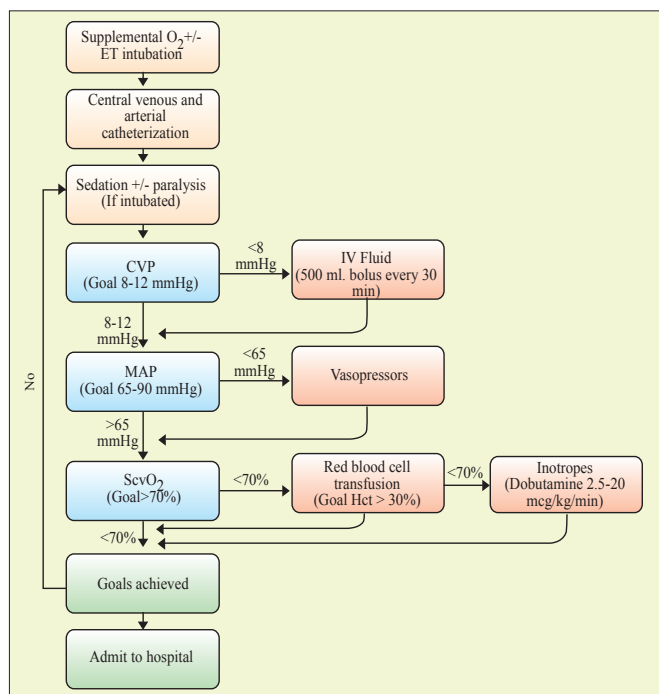 Supplemental O2+/-
ET intubation
Central venous and
arterial
catheterization
Sedation +/- paralysis
(If intubated)
CVP
(Goal 8-12 mmHg)
<8
mmHg
IV Fluid
(500 ml. bolus every 30
min)
8-12
mmHg
MAP
(Goal 65-90 mmHg)
<65
mmHg
Vasopressors
>65
mmHg
ScvO2
(Goal>70%)
<70%
Red blood cell
transfusion
(Goal Hct > 30%)
<70%
Inotropes
(Dobutamine 2.5-20
mcg/kg/min)
<70%
Goals achieved
No
Admit to hospital